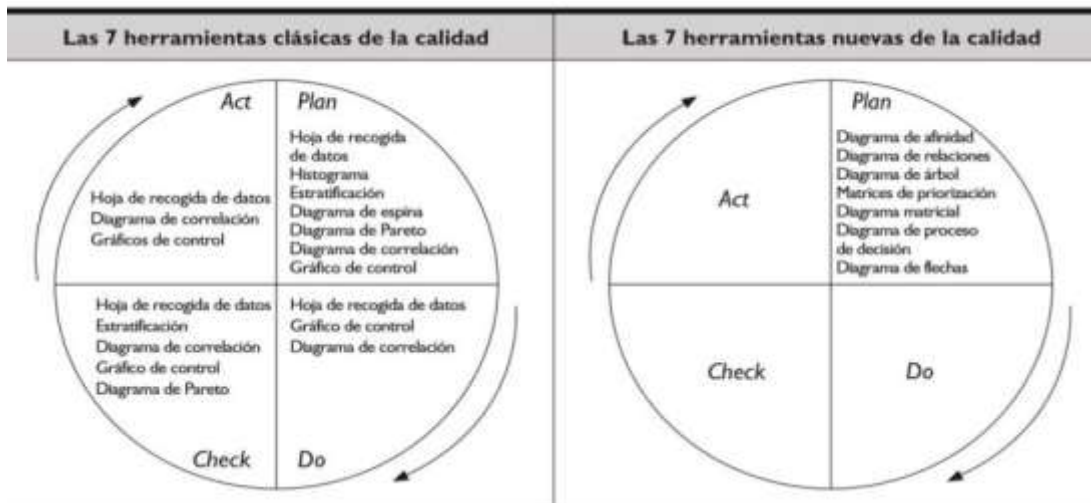 Las 7 herramientas clásicas de la calidad
Act
Hoja de recogida de datos
Diagrama de correlación
Gráficos de control
Plan
Hoja de recogida
de datos
Histograma
Estratificación
Diagrama de espina
Diagrama de Pareto
Diagrama de correlación
Gráfico de control
Hoja de recogida de datos
Estratificación
Diagrama de correlación
Gráfico de control
Diagrama de Pareto
Check
Hoja de recogida de datos
Gráfico de control
Diagrama de correlación
Do
Las 7 herramientas nuevas de la calidad
Act
Plan
Diagrama de afinidad
Diagrama de relaciones
Diagrama de árbol
Matrices de priorización
Diagrama matricial
Diagrama de proceso
de decisión
Diagrama de flechas
Check
Do